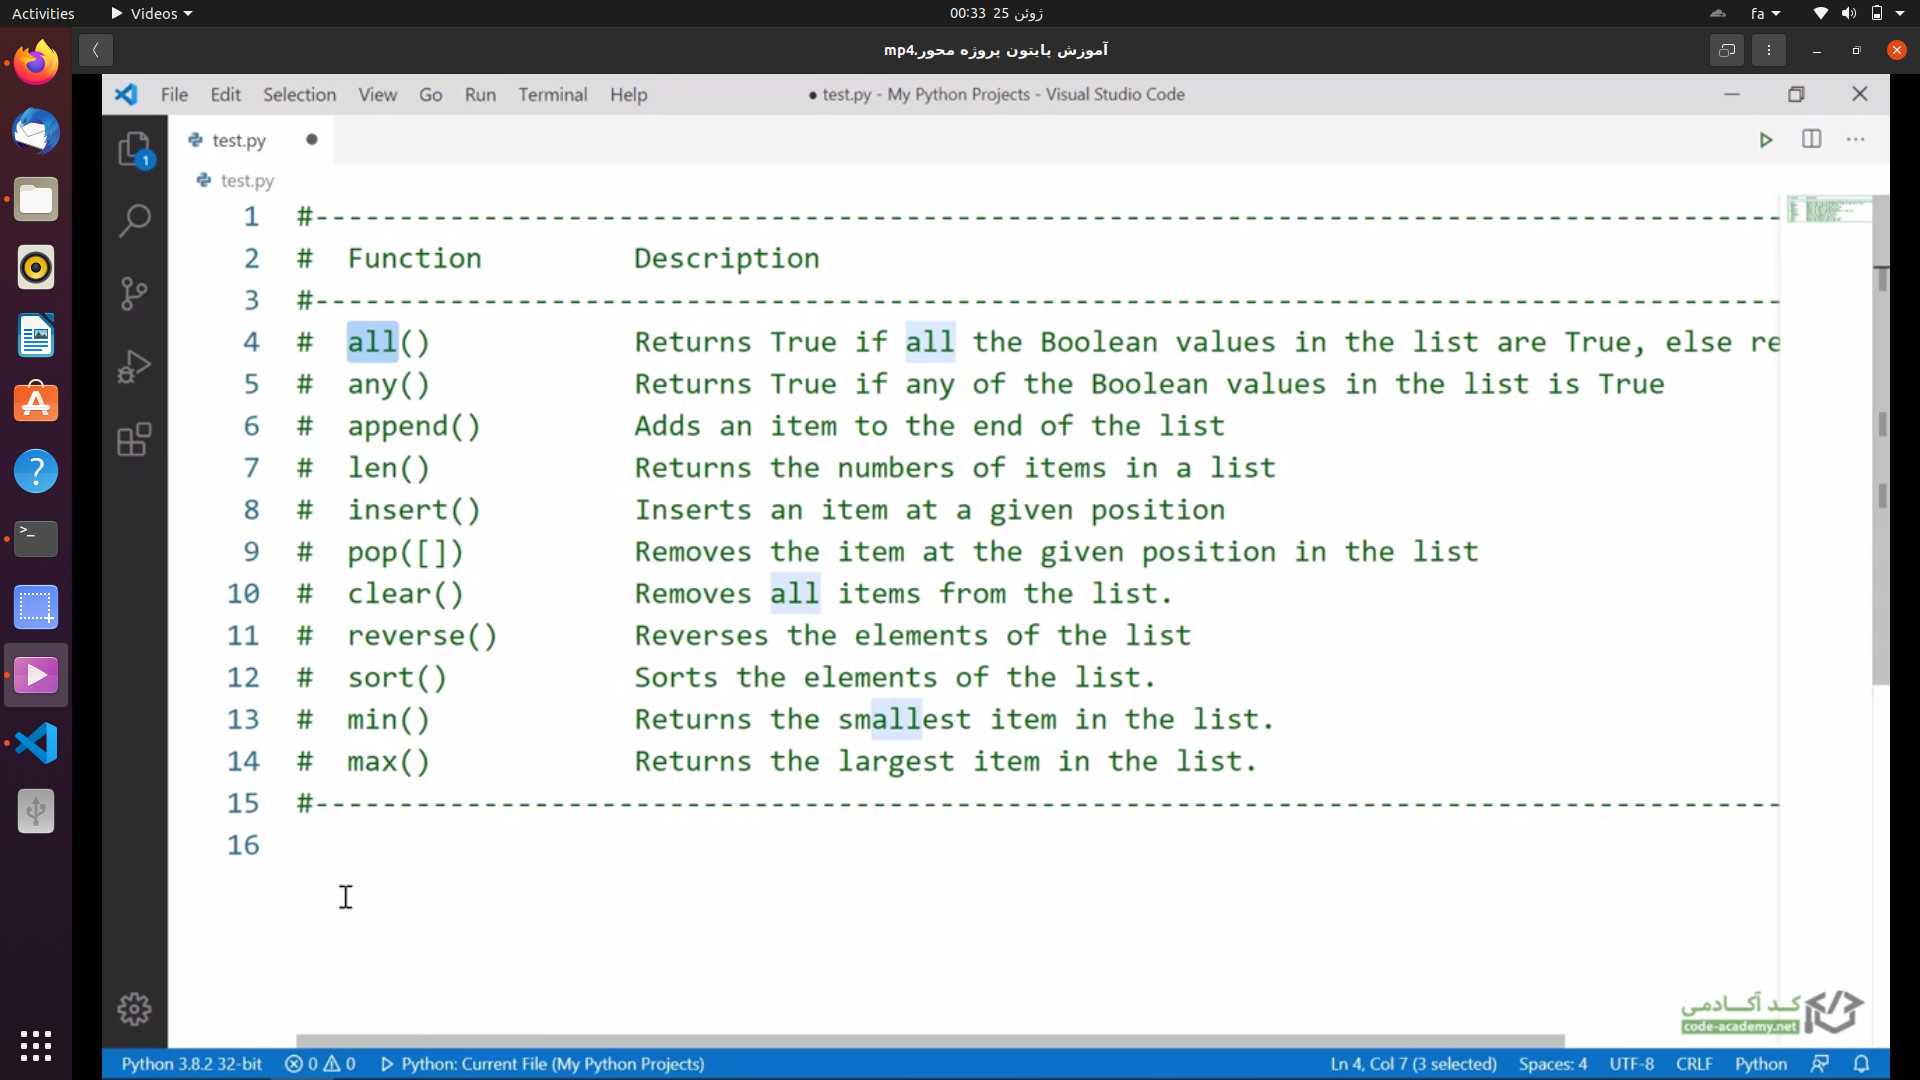 Activities
Videos
00:33 25 ژوئن
fa
آموزش پایتون پروژه محور.mp4
File Edit Selection View Go Run Terminal Help
● test.py - My Python Projects - Visual Studio Code
test.py
1
test.py
1 #---------------------------------------------------------------------------------------
2 # Function Description
3 #---------------------------------------------------------------------------------------
4 # all() Returns True if all the Boolean values in the list are True, else re
5 # any() Returns True if any of the Boolean values in the list is True
6 # append() Adds an item to the end of the list
7 # len() Returns the numbers of items in a list
8 # insert() Inserts an item at a given position
9 # pop([]) Removes the item at the given position in the list
10 # clear() Removes all items from the list.
11 # reverse() Reverses the elements of the list
12 # sort() Sorts the elements of the list.
13 # min() Returns the smallest item in the list.
14 # max() Returns the largest item in the list.
15 #---------------------------------------------------------------------------------------
16
کد آکادمی
code-academy.net
Python 3.8.2 32-bit 0 0 Python: Current File (My Python Projects)
Ln 4, Col 7 (3 selected) Spaces: 4 UTF-8 CRLF Python